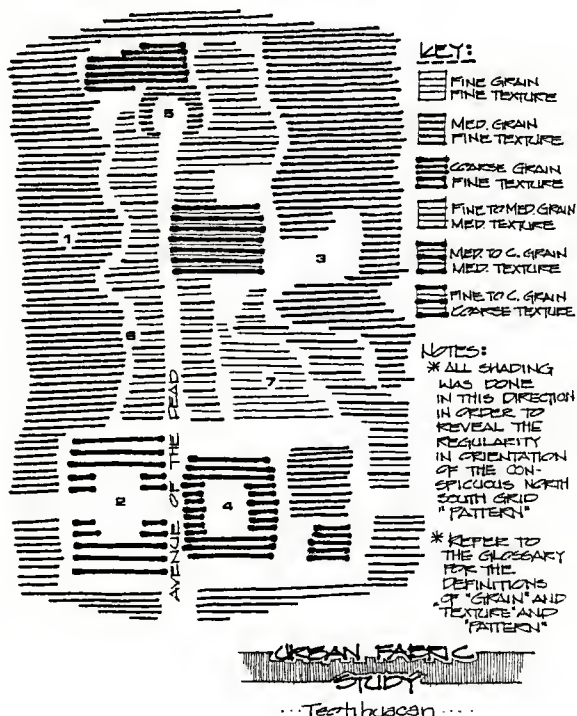 KEY:
FINE GRAIN
FINE TEXTURE
MED. GRAIN
FINE TEXTURE
COARSE GRAIN
FINE TEXTURE
FINE TO MED. GRAIN
MED. TEXTURE
MED. TO C. GRAIN
MED. TEXTURE
FINE TO C. GRAIN
COARSE TEXTURE
NOTES:
* ALL SHADING
WAS DONE
IN THIS DIRECTION
IN ORDER TO
REVEAL THE
REGULARITY
IN ORIENTATION
OF THE CON-
SPICUOUS NORTH
SOUTH GRID
"PATTERN"
* REFER TO
THE GLOSSARY
FOR THE
DEFINITIONS
OF "GRAIN" AND
"TEXTURE" AND
"PATTERN"
5
1
3
6
7
2
4
AVENUE OF THE DEAD
URBAN FABRIC
STUDY
...Teotihuacan....